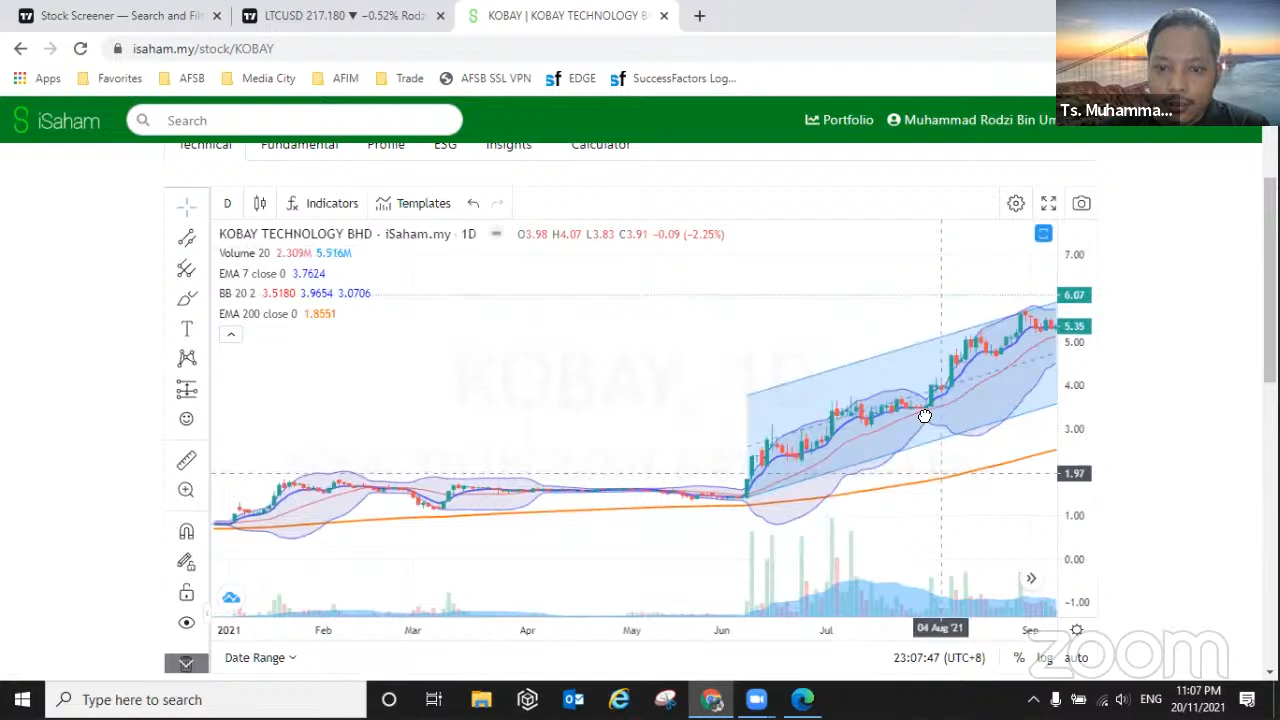 Stock Screener — Search and Filt
LTCUSD 217.180 ▼ −0.52% Rodz
KOBAY | KOBAY TECHNOLOGY B
isaham.my/stock/KOBAY
Apps Favorites AFSB Media City AFIM Trade AFSB SSL VPN EDGE SuccessFactors Log...
Ts. Muhamma...
iSaham Search Portfolio Muhammad Rodzi Bin Um
Technical Fundamental Profile ESG Insights Calculator
D Indicators Templates
KOBAY TECHNOLOGY BHD · iSaham.my · 1D O3.98 H4.07 L3.83 C3.91 -0.09 (-2.25%)
Volume 20 2.309M 5.516M
EMA 7 close 0 3.7624
BB 20 2 3.5180 3.9654 3.0706
EMA 200 close 0 1.8551
KOBAY, 1D
7.00
6.07
5.35
5.00
4.00
3.00
1.97
1.00
0.00
-1.00
2021 Feb Mar Apr May Jun Jul 04 Aug '21 Sep
Date Range 23:07:47 (UTC+8) % log auto
zoom
Type here to search
ENG
11:07 PM
20/11/2021